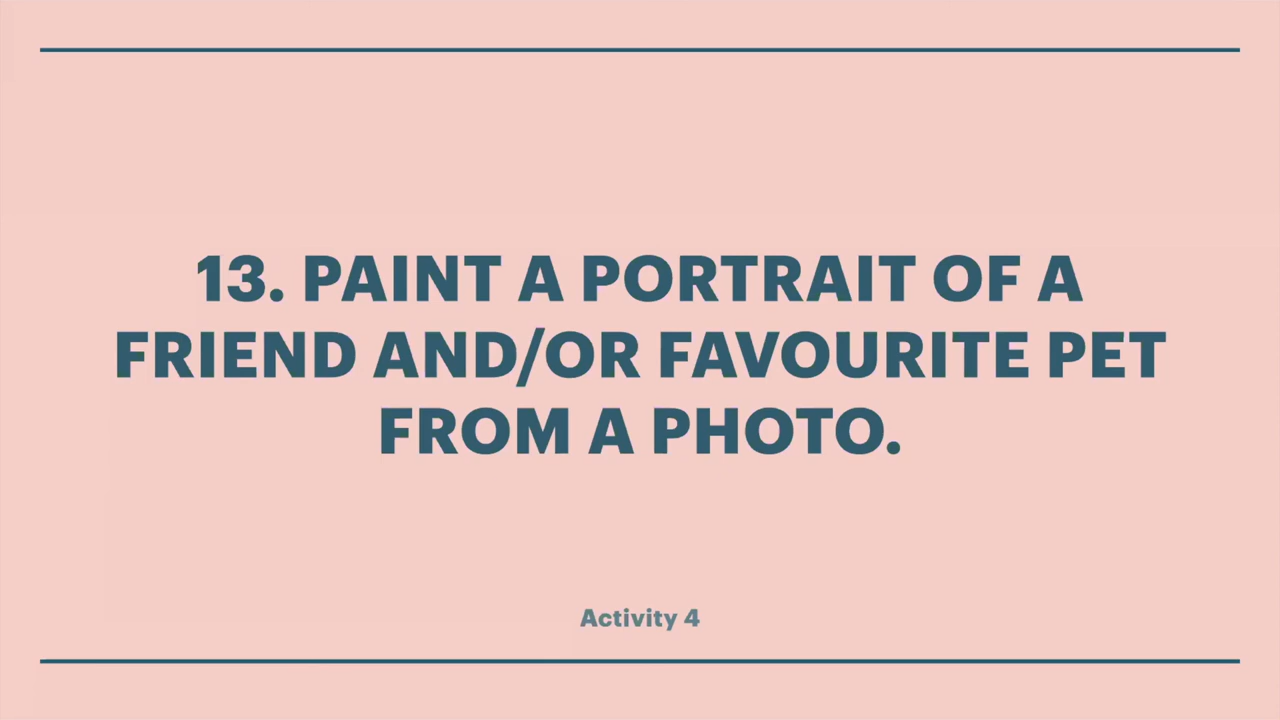 13. PAINT A PORTRAIT OF A
FRIEND AND/OR FAVOURITE PET
FROM A PHOTO.
Activity 4